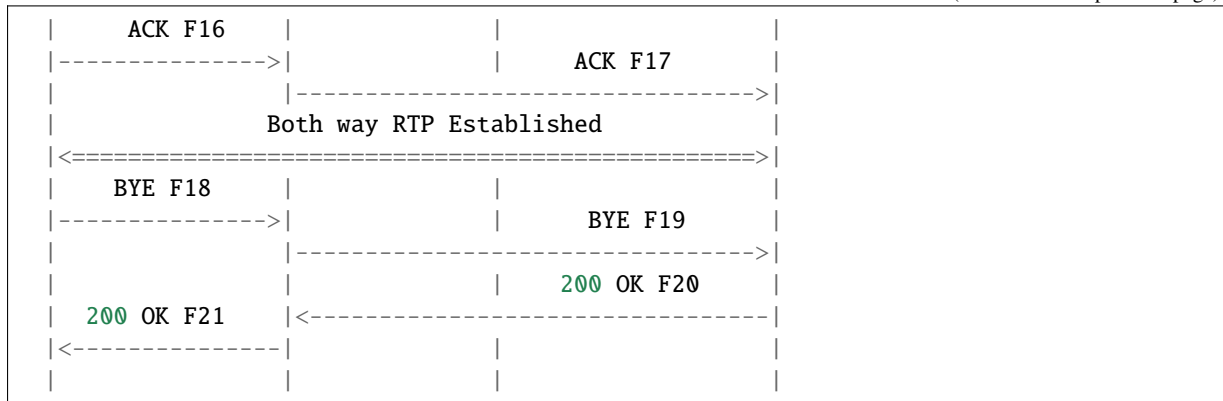 |      ACK F16    |              |                   |
|--------------->|              |     ACK F17       |
|                |--------------------------------->|
|               Both way RTP Established            |
|<=================================================>|
|     BYE F18    |              |                   |
|--------------->|              |      BYE F19      |
|                |--------------------------------->|
|                |              |    200 OK F20     |
|   200 OK F21   |<---------------------------------|
|<---------------|              |                   |
|                |              |                   |